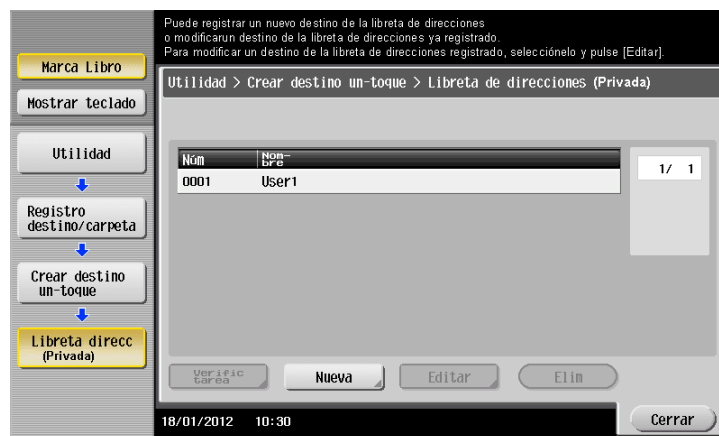 Puede registrar un nuevo destino de la libreta de direcciones
o modificarun destino de la libreta de direcciones ya registrado.
Para modificar un destino de la libreta de direcciones registrado, selecciónelo y pulse [Editar].
Marca Libro
Mostrar teclado
Utilidad > Crear destino un-toque > Libreta de direcciones (Privada)
Utilidad
Registro
destino/carpeta
Crear destino
un-toque
Libreta direcc
(Privada)
Núm Nom-
bre
0001 User1
1/ 1
Verific
tarea
Nueva
Editar
Elim
18/01/2012 10:30
Cerrar